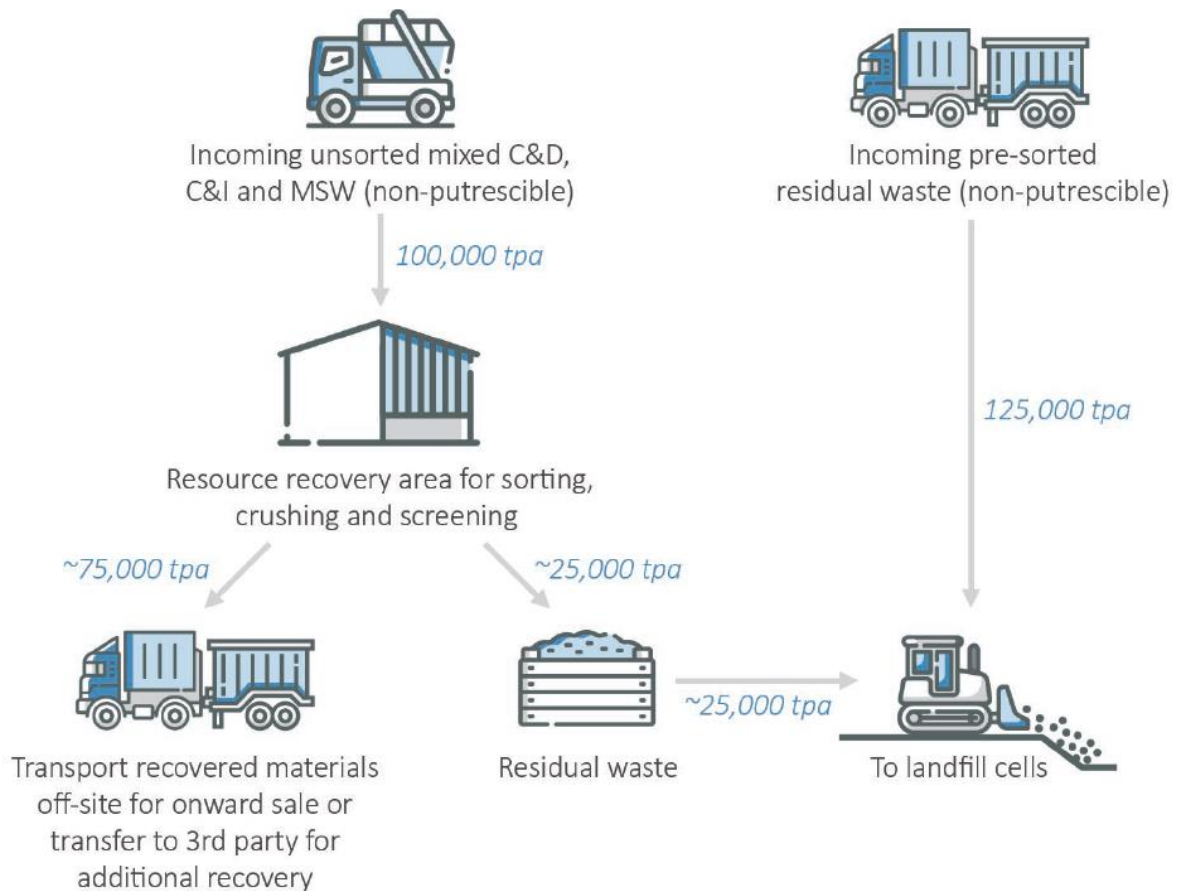 Incoming unsorted mixed C&D,
C&I and MSW (non-putrescible)
Incoming pre-sorted
residual waste (non-putrescible)
100,000 tpa
125,000 tpa
Resource recovery area for sorting,
crushing and screening
~75,000 tpa
~25,000 tpa
~25,000 tpa
Transport recovered materials
off-site for onward sale or
transfer to 3rd party for
additional recovery
Residual waste
To landfill cells